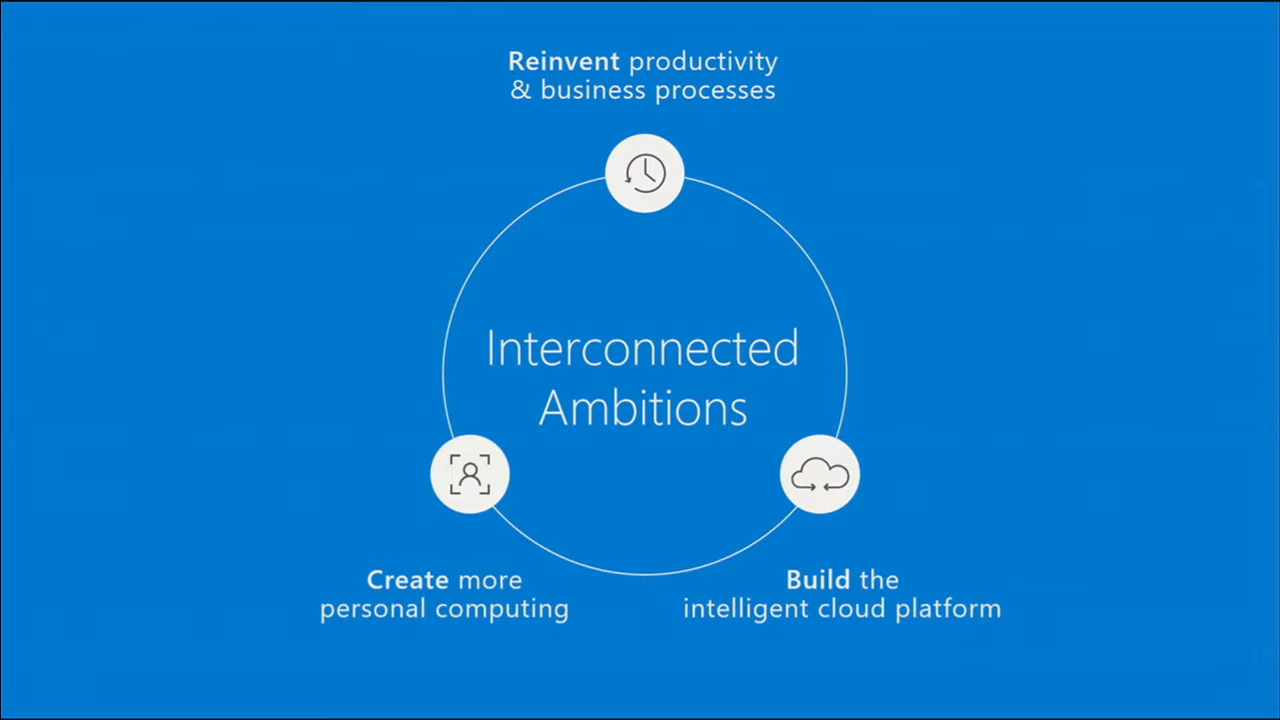 Reinvent productivity
& business processes
Interconnected
Ambitions
Create more
personal computing
Build the
intelligent cloud platform